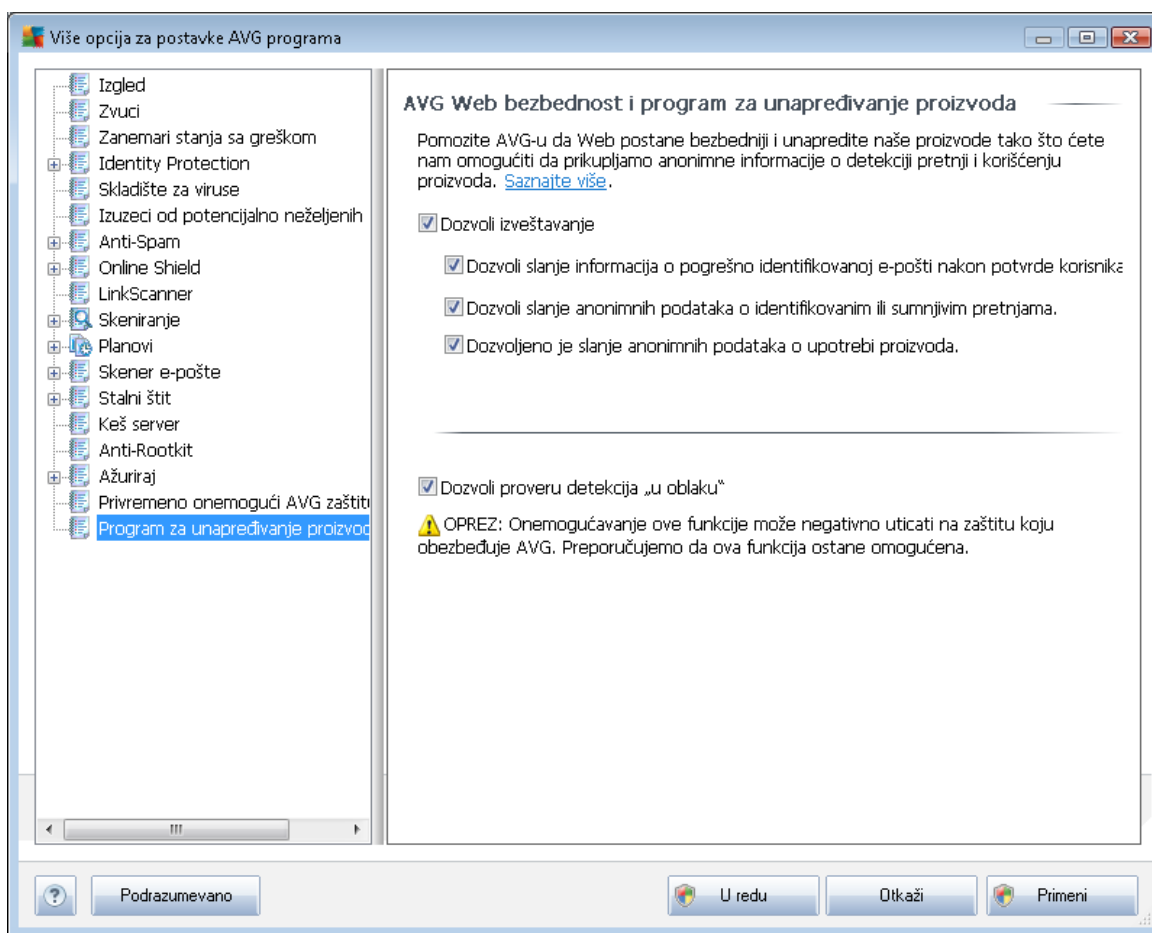 Više opcija za postavke AVG programa
Izgled
Zvuci
Zanemari stanja sa greškom
Identity Protection
Skladište za viruse
Izuzeci od potencijalno neželjenih
Anti-Spam
Online Shield
LinkScanner
Skeniranje
Planovi
Skener e-pošte
Stalni štit
Keš server
Anti-Rootkit
Ažuriraj
Privremeno onemogući AVG zaštitu
Program za unapređivanje proizvod
AVG Web bezbednost i program za unapređivanje proizvoda
Pomozite AVG-u da Web postane bezbedniji i unapredite naše proizvode tako što ćete
nam omogućiti da prikupljamo anonimne informacije o detekciji pretnji i korišćenju
proizvoda. Saznajte više.
Dozvoli izveštavanje
Dozvoli slanje informacija o pogrešno identifikovanoj e-pošti nakon potvrde korisnika
Dozvoli slanje anonimnih podataka o identifikovanim ili sumnjivim pretnjama.
Dozvoljeno je slanje anonimnih podataka o upotrebi proizvoda.
Dozvoli proveru detekcija „u oblaku“
OPREZ: Onemogućavanje ove funkcije može negativno uticati na zaštitu koju
obezbeđuje AVG. Preporučujemo da ova funkcija ostane omogućena.
Podrazumevano
U redu
Otkaži
Primeni